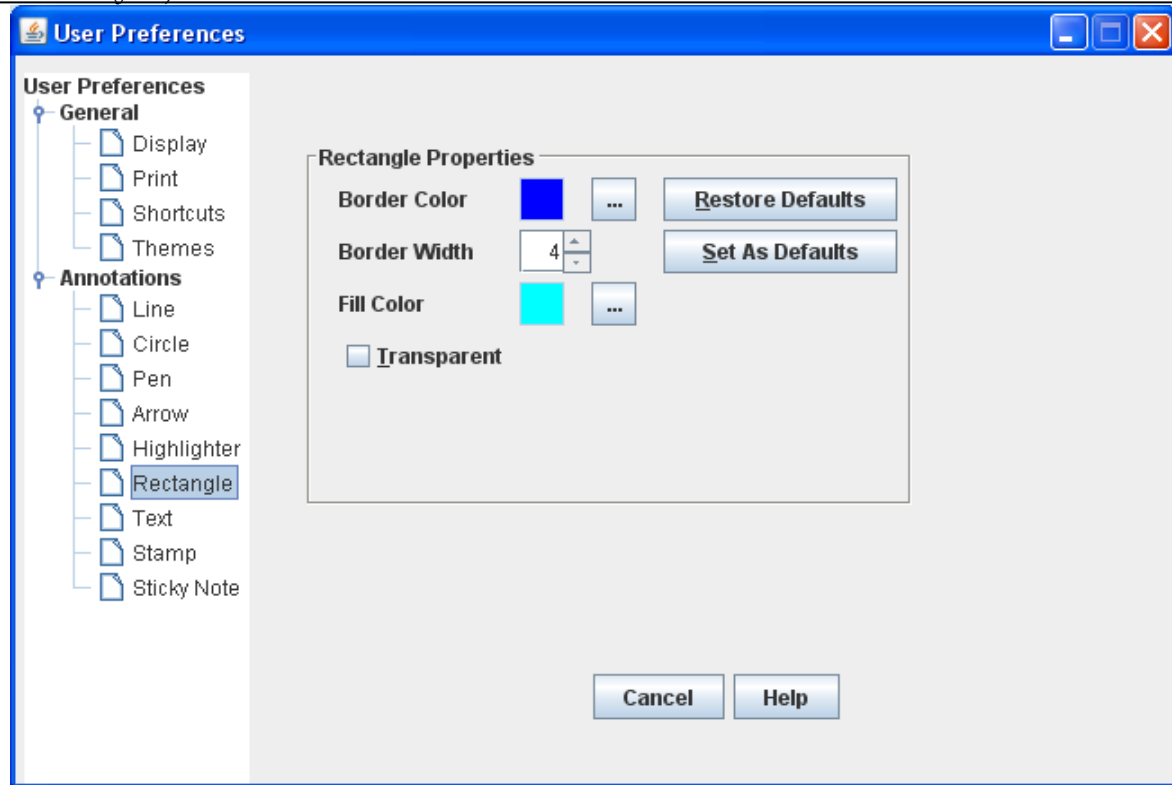 User Preferences
User Preferences
General
Display
Print
Shortcuts
Themes
Annotations
Line
Circle
Pen
Arrow
Highlighter
Rectangle
Text
Stamp
Sticky Note
Rectangle Properties
Border Color ... Restore Defaults
Border Width 4 Set As Defaults
Fill Color ...
Transparent
Cancel Help